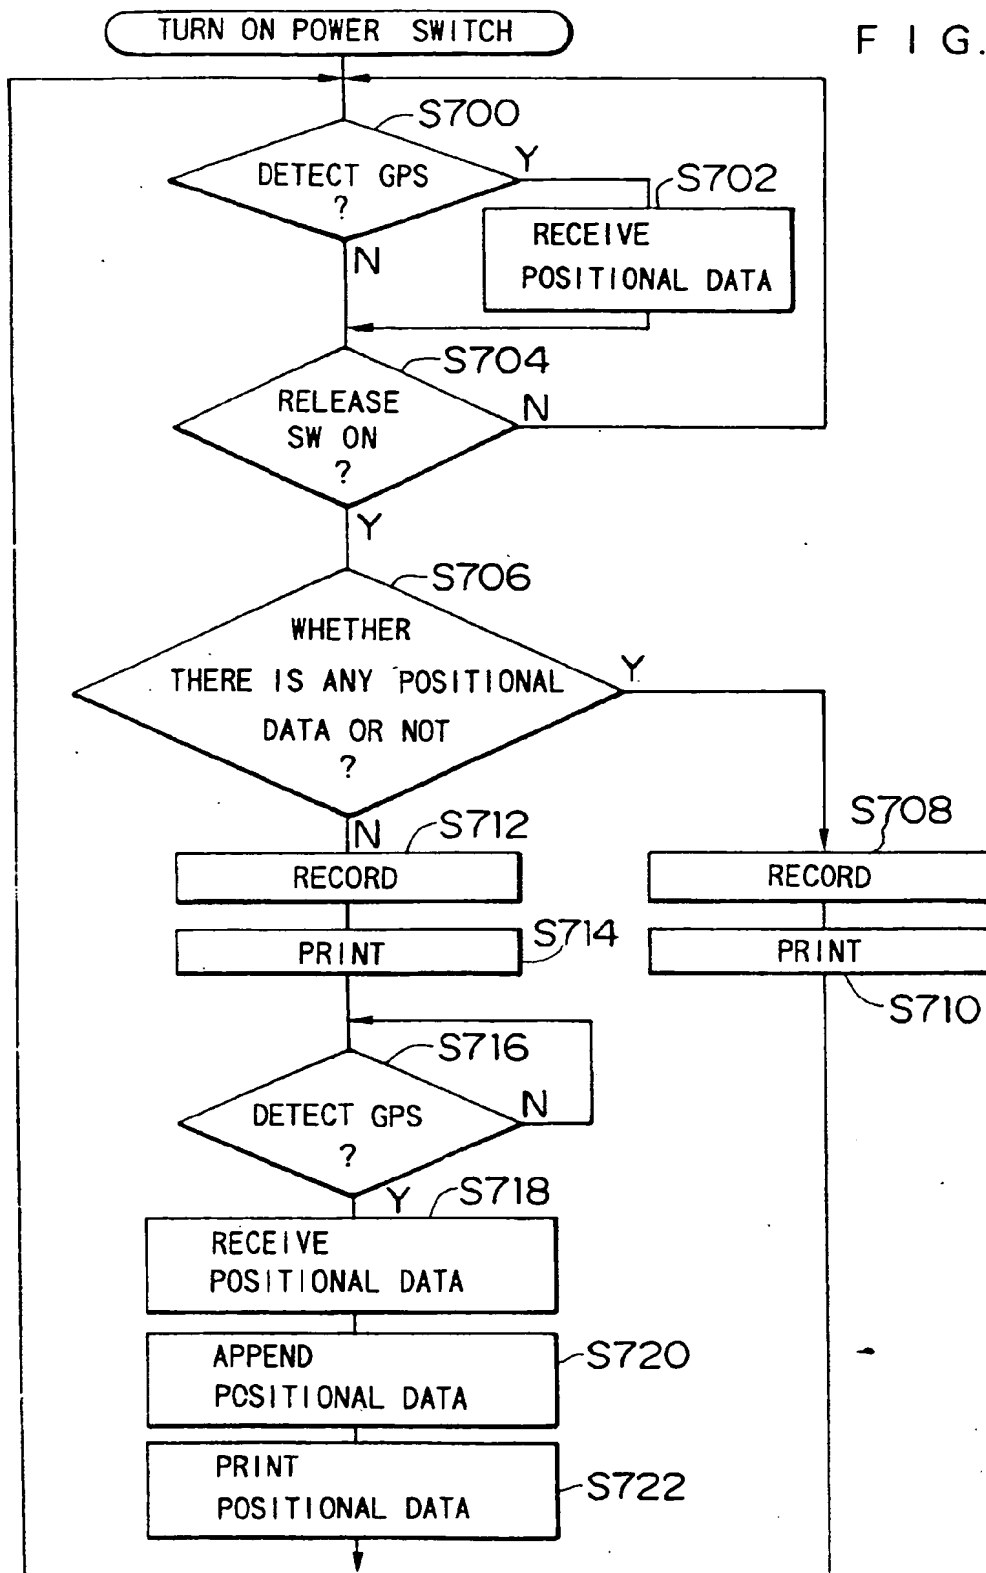 TURN ON POWER SWITCH
F I G.
S700
DETECT GPS
?
Y
N
S702
RECEIVE
POSITIONAL DATA
S704
RELEASE
SW ON
?
N
Y
S706
WHETHER
THERE IS ANY POSITIONAL
DATA OR NOT
?
Y
N
S712
RECORD
S708
RECORD
PRINT
S714
PRINT
S710
S716
DETECT GPS
?
N
Y
S718
RECEIVE
POSITIONAL DATA
APPEND
POSITIONAL DATA
S720
PRINT
POSITIONAL DATA
S722